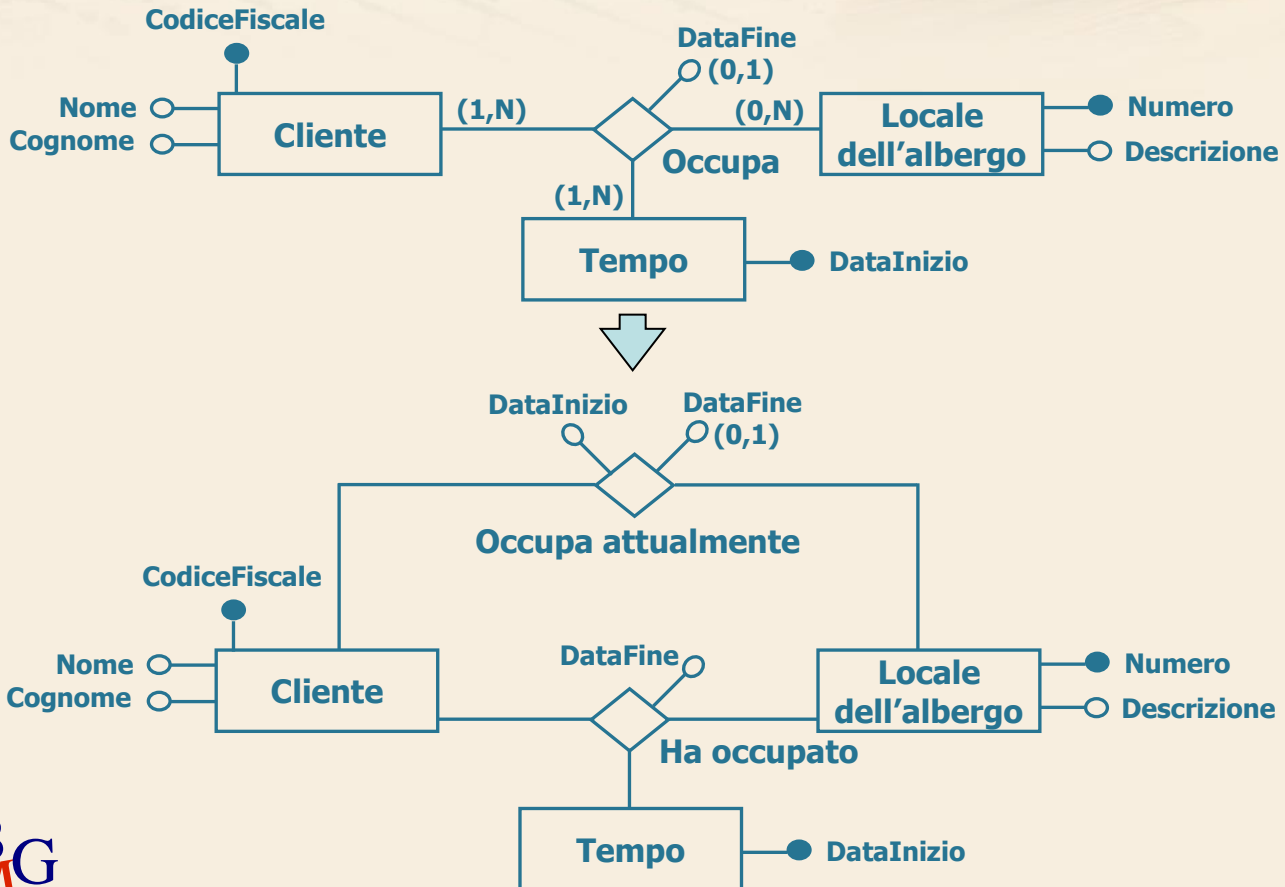 CodiceFiscale
DataFine
(0,1)
Nome
Cognome
Cliente
(1,N)
(0,N)
Locale
dell'albergo
Numero
Descrizione
Occupa
(1,N)
Tempo
DataInizio
DataInizio
DataFine
(0,1)
Occupa attualmente
CodiceFiscale
Nome
Cognome
Cliente
DataFine
Locale
dell'albergo
Numero
Descrizione
Ha occupato
Tempo
DataInizio
G